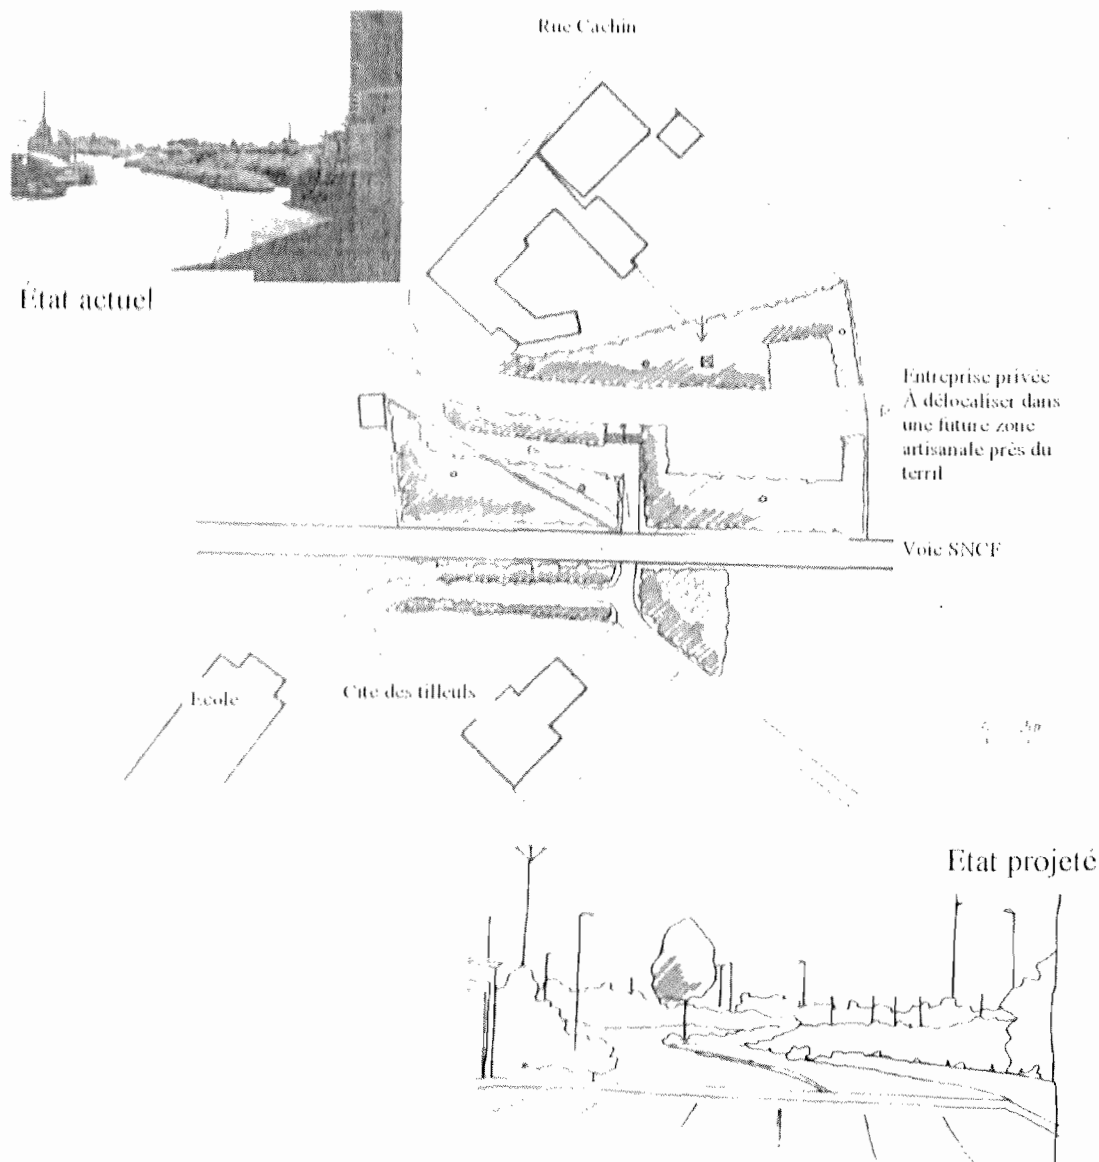 Rue Cachin
État actuel
Entreprise privée
À délocaliser dans
une future zone
artisanale près du
terril
Voie SNCF
Ecole
Cité des tilleuls
Etat projeté